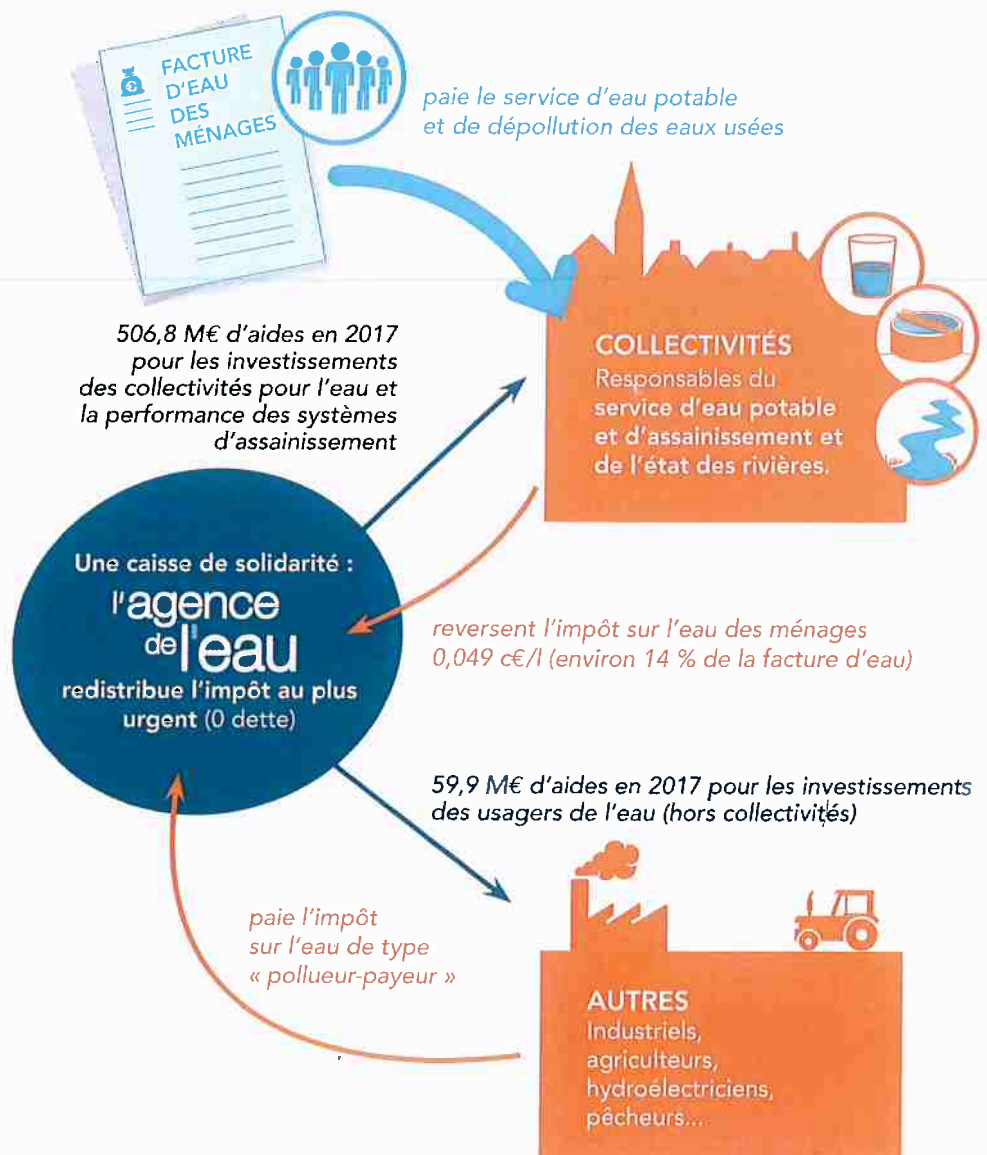 FACTURE
D'EAU
DES
MÉNAGES
€
paie le service d'eau potable
et de dépollution des eaux usées
506,8 M€ d'aides en 2017
pour les investissements
des collectivités pour l'eau et
la performance des systèmes
d'assainissement
COLLECTIVITÉS
Responsables du
service d'eau potable
et d'assainissement et
de l'état des rivières.
Une caisse de solidarité :
l'agence
de l'eau
redistribue l'impôt au plus
urgent (0 dette)
reversent l'impôt sur l'eau des ménages
0,049 c€/l (environ 14 % de la facture d'eau)
59,9 M€ d'aides en 2017 pour les investissements
des usagers de l'eau (hors collectivités)
paie l'impôt
sur l'eau de type
« pollueur-payeur »
AUTRES
Industriels,
agriculteurs,
hydroélectriciens,
pêcheurs...